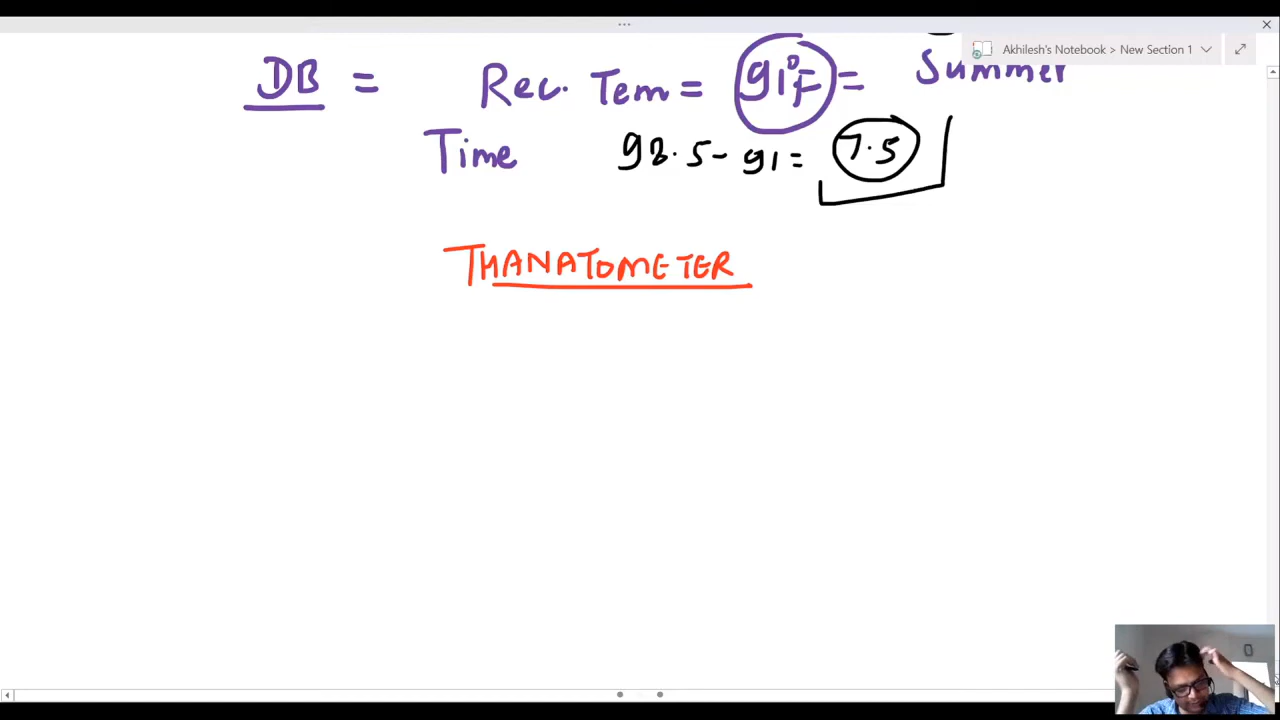 Akhilesh's Notebook > New Section 1
DB = Rec. Tem = 91°F = Summer
Time 98.5 - 91 = 7.5
THANATOMETER